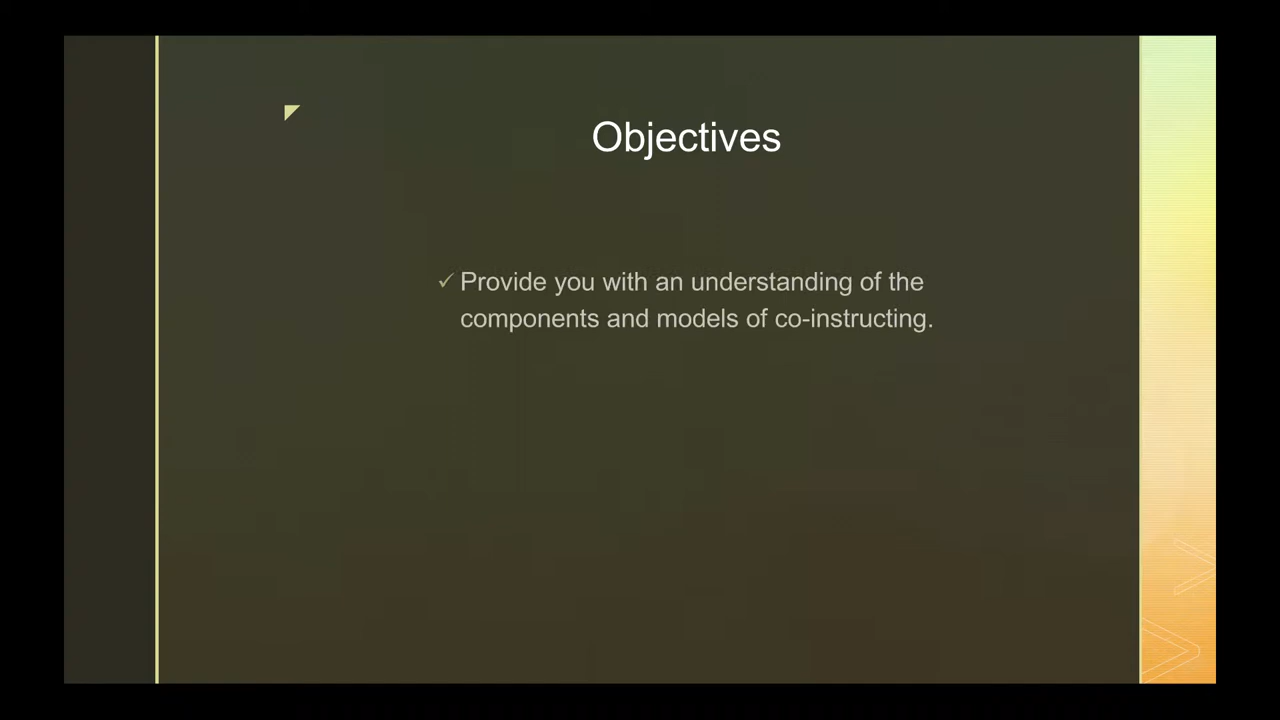 Objectives
✓ Provide you with an understanding of the
components and models of co-instructing.